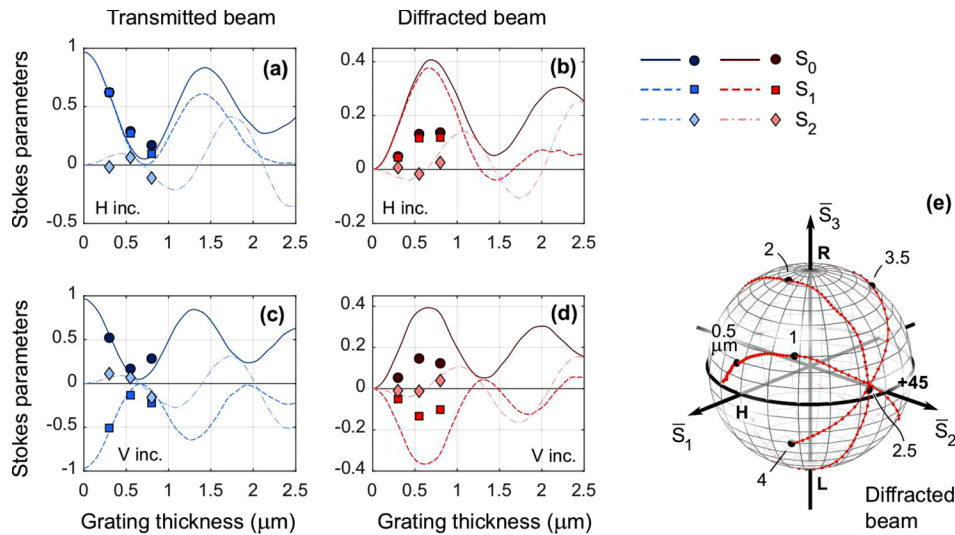 Transmitted beam
Diffracted beam
Stokes parameters
1
0.5
0
-0.5
(a)
H inc.
0 0.5 1.0 1.5 2.0 2.5
0.4
0.2
0
-0.2
(b)
H inc.
0 0.5 1 1.5 2 2.5
S0
S1
S2
Stokes parameters
1
0.5
0
-0.5
-1
(c)
V inc.
0 0.5 1.0 1.5 2.0 2.5
Grating thickness (μm)
0.4
0.2
0
-0.2
-0.4
(d)
V inc.
0 0.5 1 1.5 2 2.5
Grating thickness (μm)
(e)
S̅3
R
2
3.5
0.5
μm
1
+45
H
S̅1
S̅2
2.5
4
L
Diffracted
beam